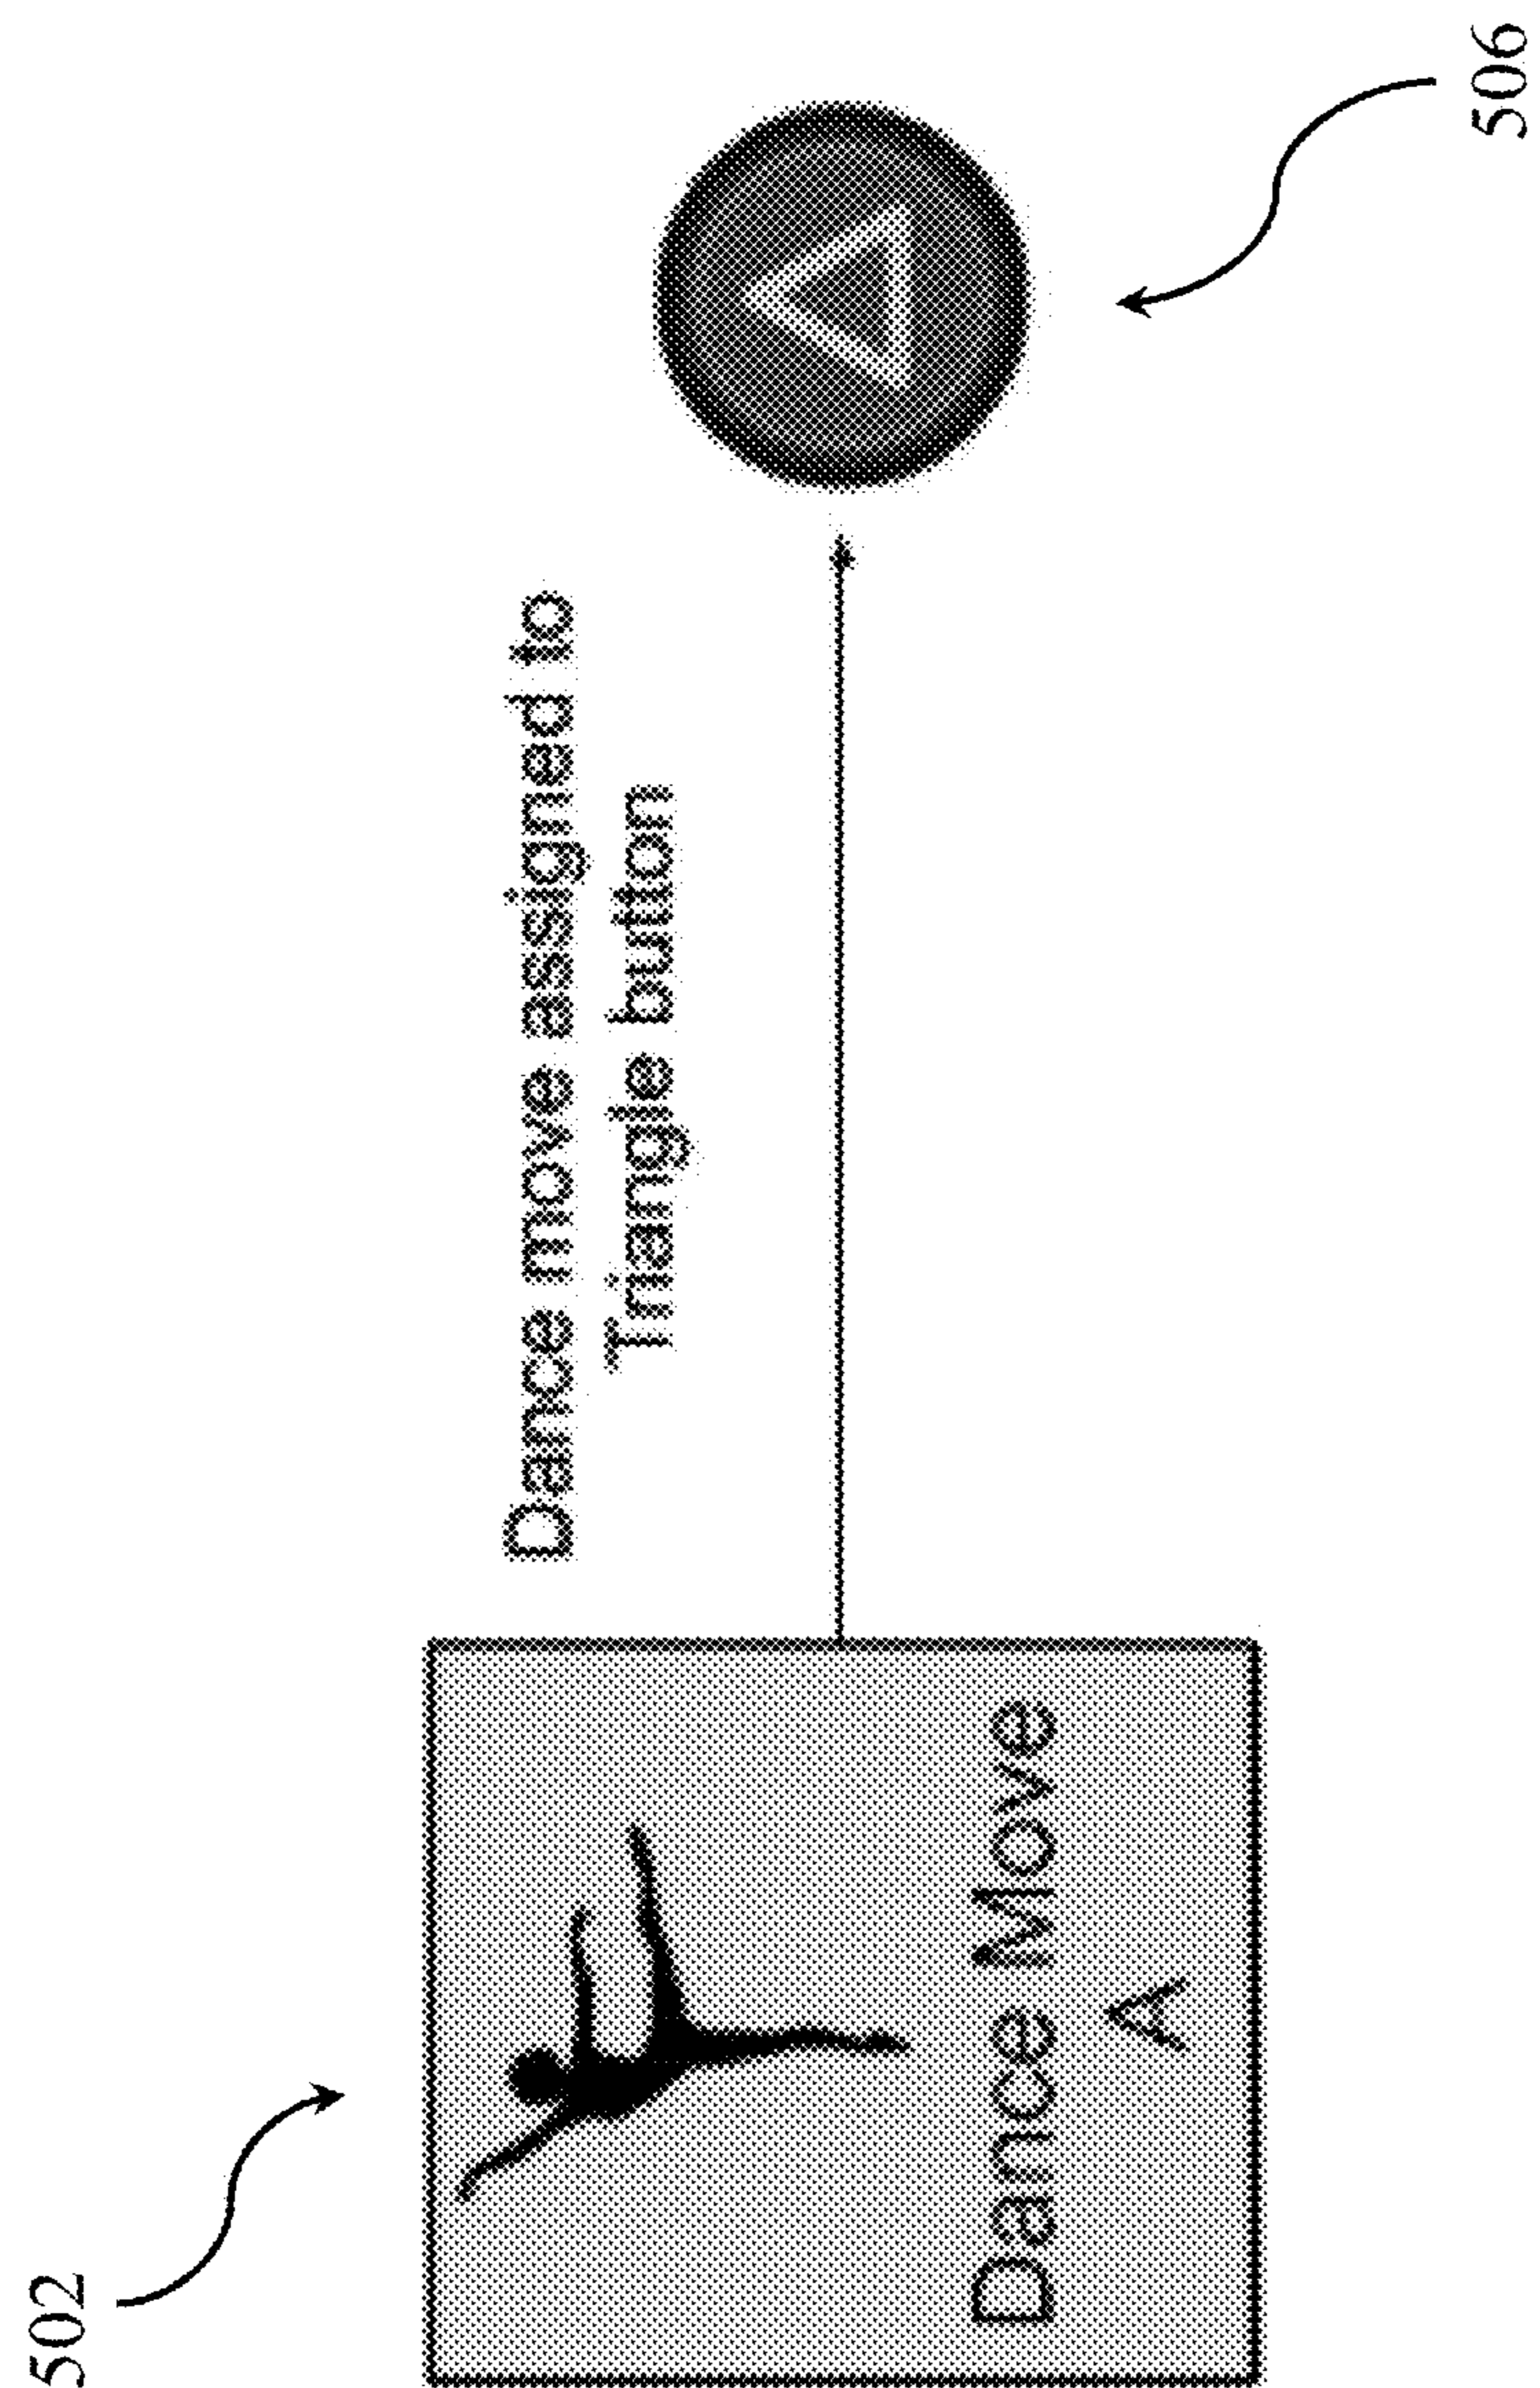 502
Dance Move
A
Dance move assigned to
Triangle button
506